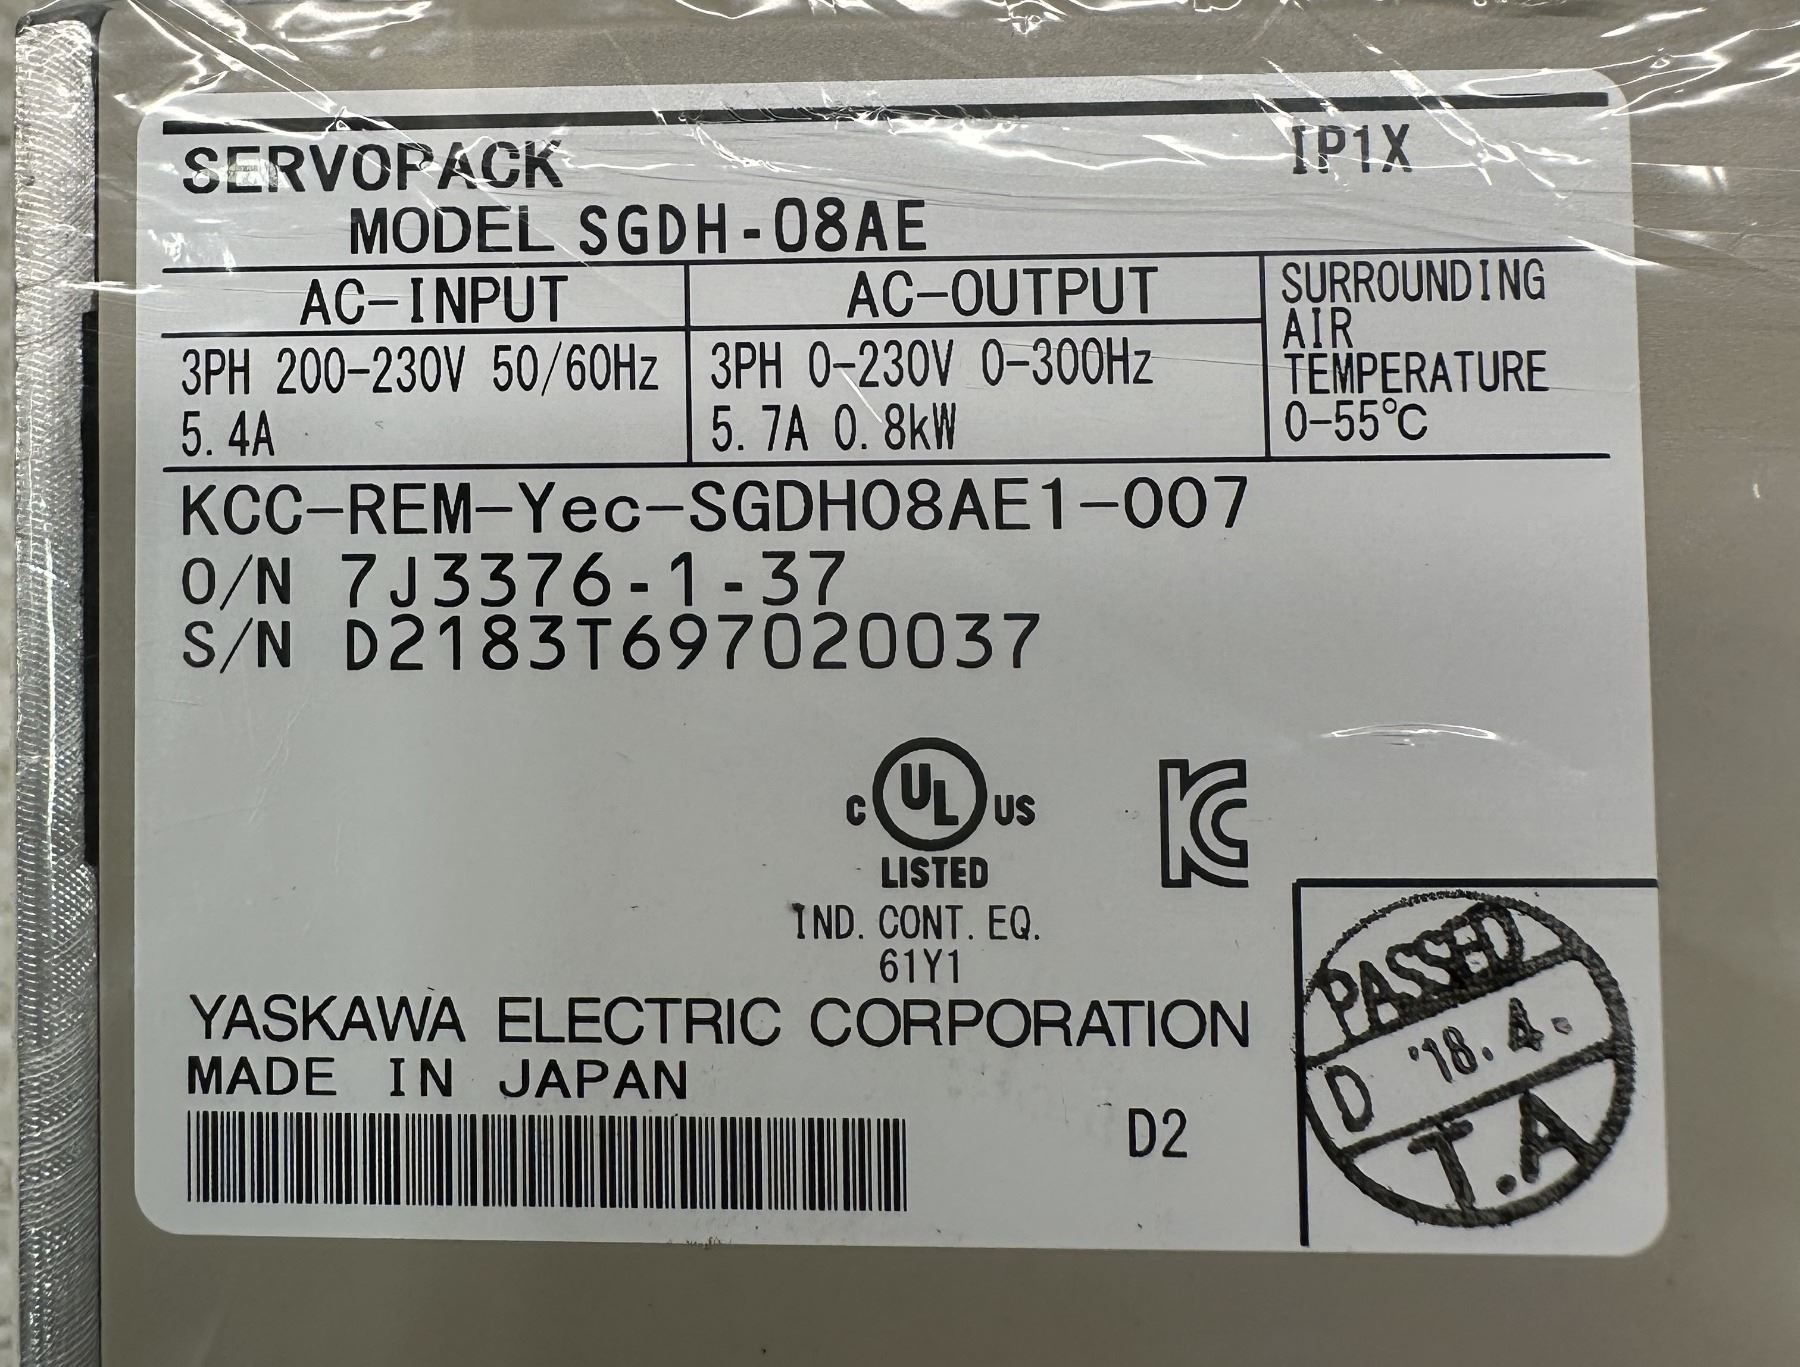 SERVOPACK
IP1X
MODEL SGDH-08AE
AC-INPUT
3PH 200-230V 50/60Hz
5.4A
AC-OUTPUT
3PH 0-230V 0-300Hz
5.7A 0.8kW
SURROUNDING
AIR
TEMPERATURE
0-55℃
KCC-REM-Yec-SGDH08AE1-007
O/N 7J3376-1-37
S/N D2183T697020037
C UL US
LISTED
IND. CONT. EQ.
61Y1
KC
YASKAWA ELECTRIC CORPORATION
MADE IN JAPAN
D2
PASSED
D '18.4.
T.A